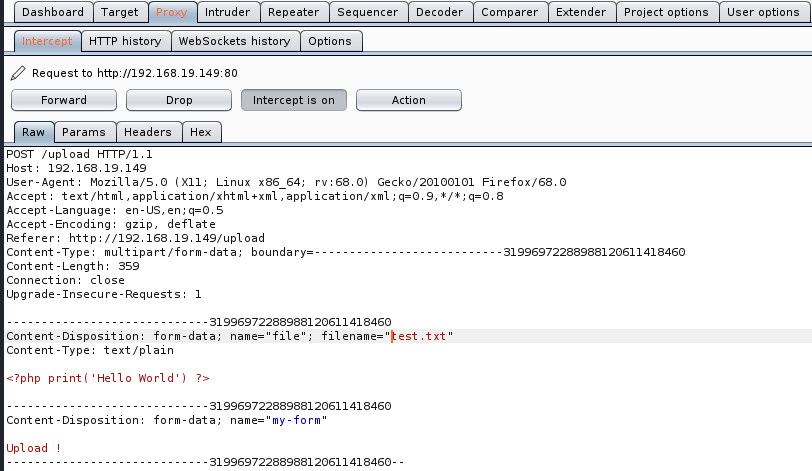 Dashboard Target Proxy Intruder Repeater Sequencer Decoder Comparer Extender Project options User options
Intercept HTTP history WebSockets history Options
Request to http://192.168.19.149:80
Forward Drop Intercept is on Action
Raw Params Headers Hex
POST /upload HTTP/1.1
Host: 192.168.19.149
User-Agent: Mozilla/5.0 (X11; Linux x86_64; rv:68.0) Gecko/20100101 Firefox/68.0
Accept: text/html,application/xhtml+xml,application/xml;q=0.9,*/*;q=0.8
Accept-Language: en-US,en;q=0.5
Accept-Encoding: gzip, deflate
Referer: http://192.168.19.149/upload
Content-Type: multipart/form-data; boundary=---------------------------31996972288988120611418460
Content-Length: 359
Connection: close
Upgrade-Insecure-Requests: 1
-----------------------------31996972288988120611418460
Content-Disposition: form-data; name="file"; filename="test.txt"
Content-Type: text/plain
<?php print('Hello World') ?>
-----------------------------31996972288988120611418460
Content-Disposition: form-data; name="my-form"
Upload !
-----------------------------31996972288988120611418460--